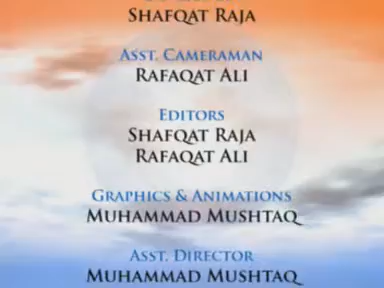 SHAFQAT RAJA
ASST. CAMERAMAN
RAFAQAT ALI
EDITORS
SHAFQAT RAJA
RAFAQAT ALI
GRAPHICS & ANIMATIONS
MUHAMMAD MUSHTAQ
ASST. DIRECTOR
MUHAMMAD MUSHTAQ